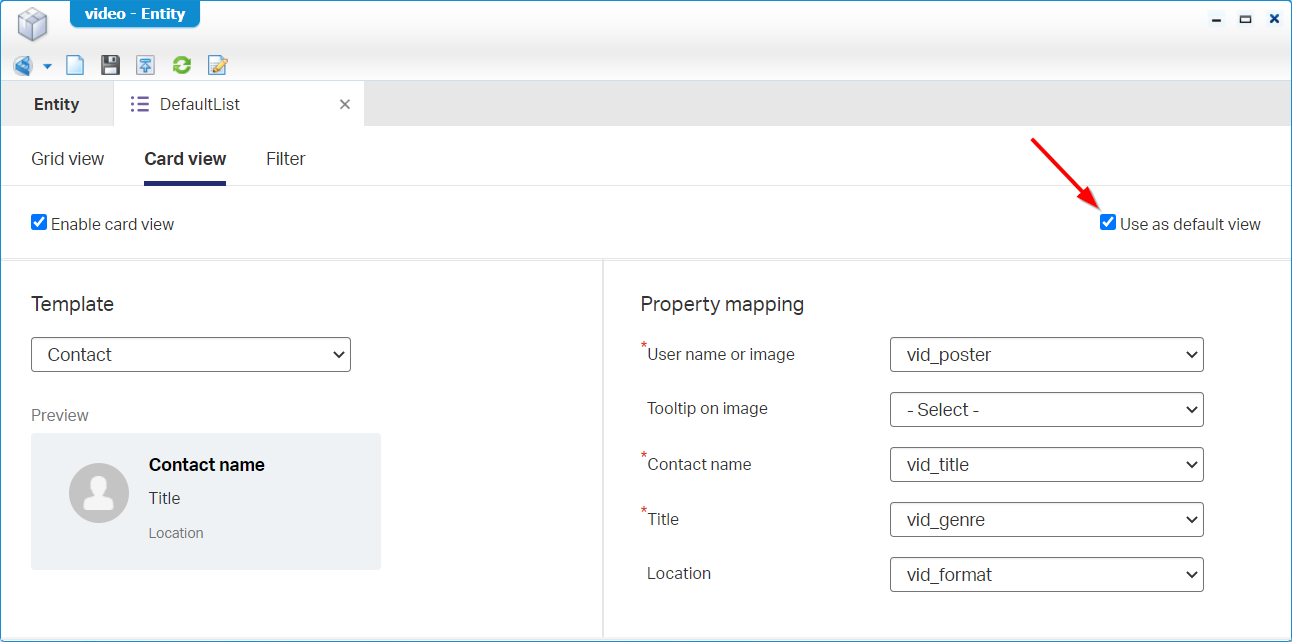 video - Entity
Entity
DefaultList
Grid view
Card view
Filter
Enable card view
Use as default view
Template
Contact
Preview
Contact name
Title
Location
Property mapping
*User name or image
vid_poster
Tooltip on image
- Select -
*Contact name
vid_title
*Title
vid_genre
Location
vid_format